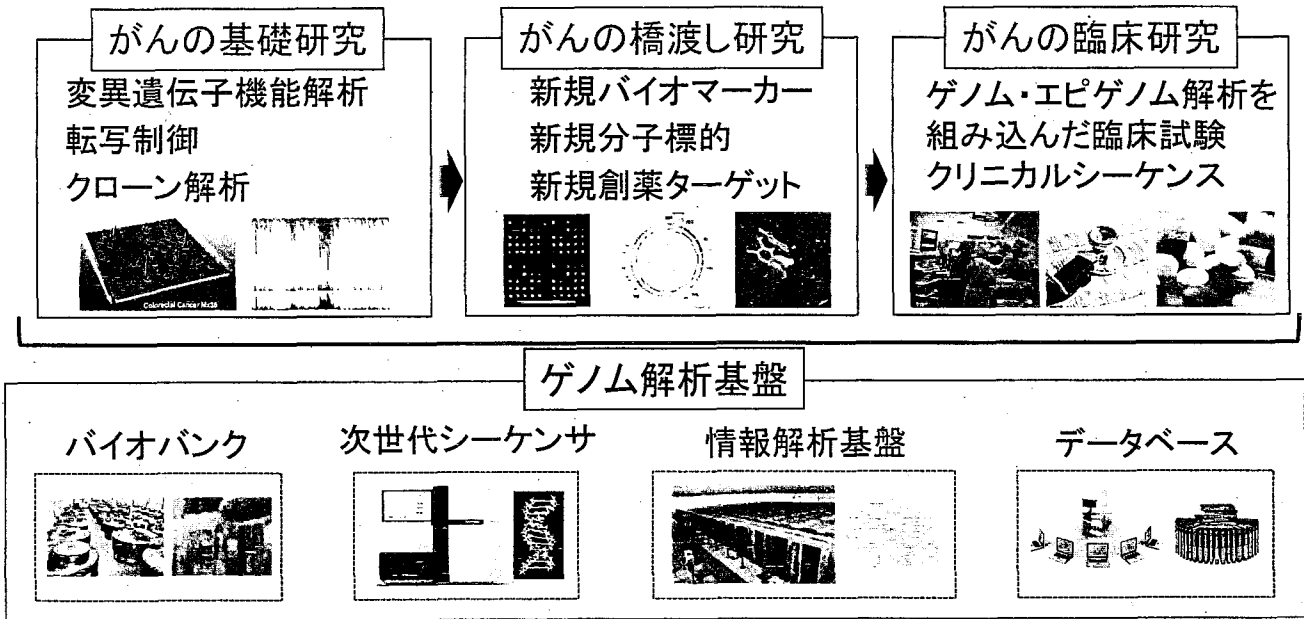 がんの基礎研究
変異遺伝子機能解析
転写制御
クローン解析
Colorectal Cancer Mx38
がんの橋渡し研究
新規バイオマーカー
新規分子標的
新規創薬ターゲット
がんの臨床研究
ゲノム・エピゲノム解析を
組み込んだ臨床試験
クリニカルシーケンス
ゲノム解析基盤
バイオバンク
次世代シーケンサ
情報解析基盤
データベース